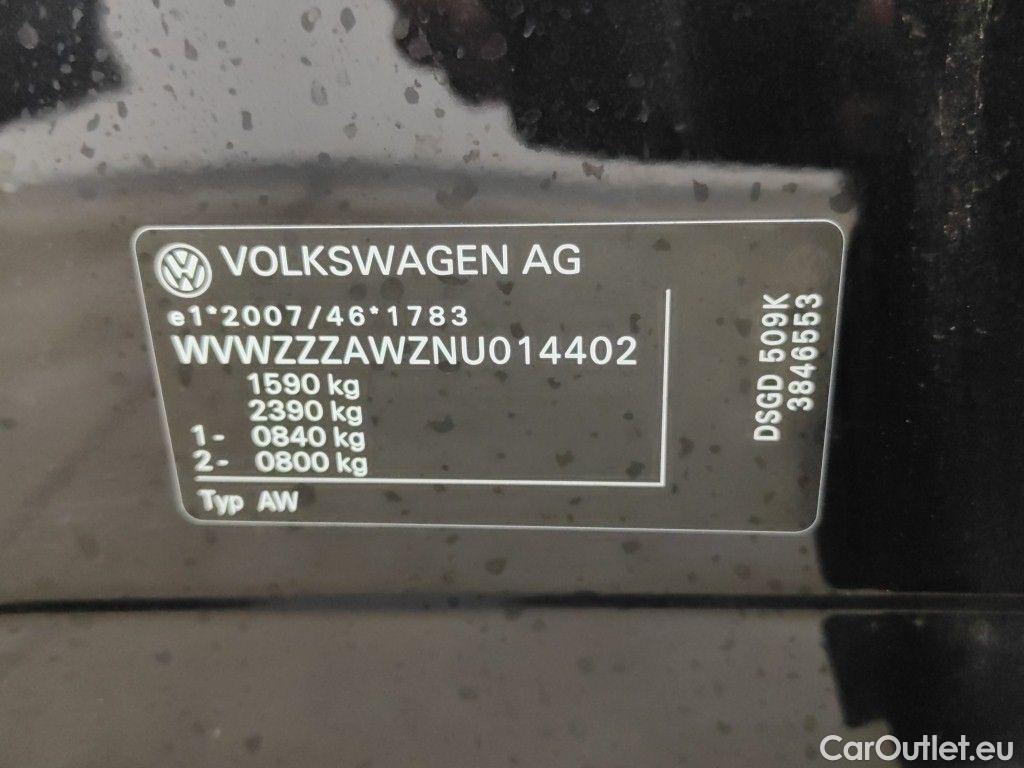 VOLKSWAGEN AG
e1*2007/46*1783
WVWZZZAWZNU014402
1590 kg
2390 kg
1- 0840 kg
2- 0800 kg
Typ AW
DSGD 509K
3846553
CarOutlet.eu